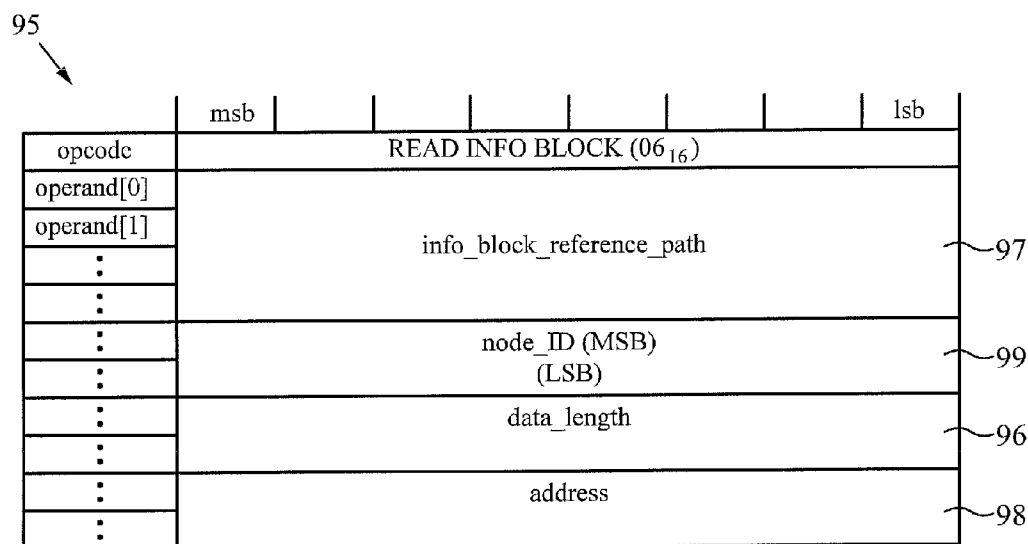 95
msb lsb
opcode READ INFO BLOCK (06₁₆)
operand[0]
operand[1]
info_block_reference_path 97
node_ID (MSB)
(LSB) 99
data_length 96
address 98